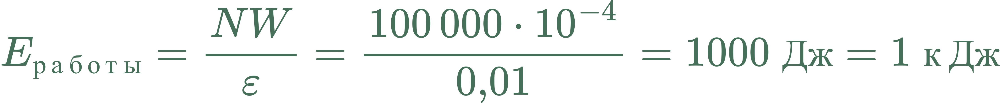 E_работы = NW/ε = 100 000 · 10⁻⁴/0,01 = 1000 Дж = 1 кДж